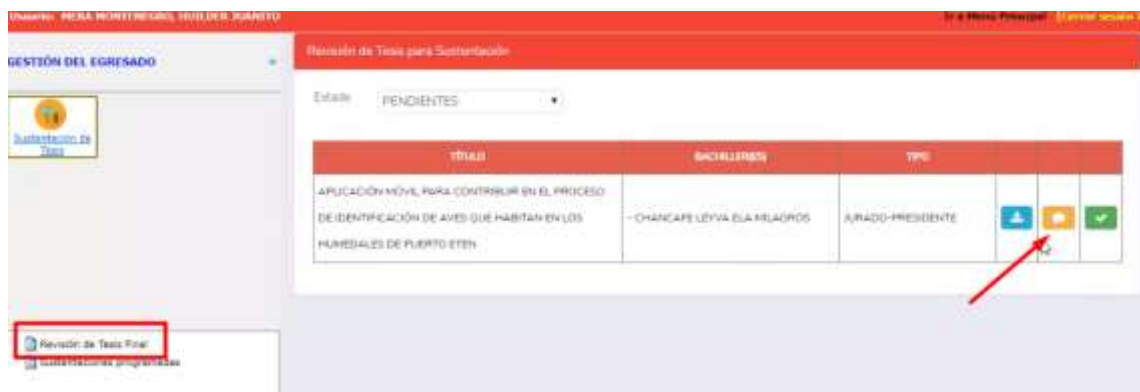 Usuario: MERA MONTENEGRO, HUILDER JUANITO
Ir a Menú Principal [Cerrar sesión]
GESTIÓN DEL EGRESADO
Sustentación de
Tesis
Revisión de Tesis Final
Sustentaciones programadas
Revisión de Tesis para Sustentación
Estado PENDIENTES
TÍTULO BACHILLER(ES) TIPO
APLICACIÓN MÓVIL PARA CONTRIBUIR EN EL PROCESO
DE IDENTIFICACIÓN DE AVES QUE HABITAN EN LOS
HUMEDALES DE PUERTO ETEN
- CHANCAFE LEYVA ELA MILAGROS
JURADO-PRESIDENTE